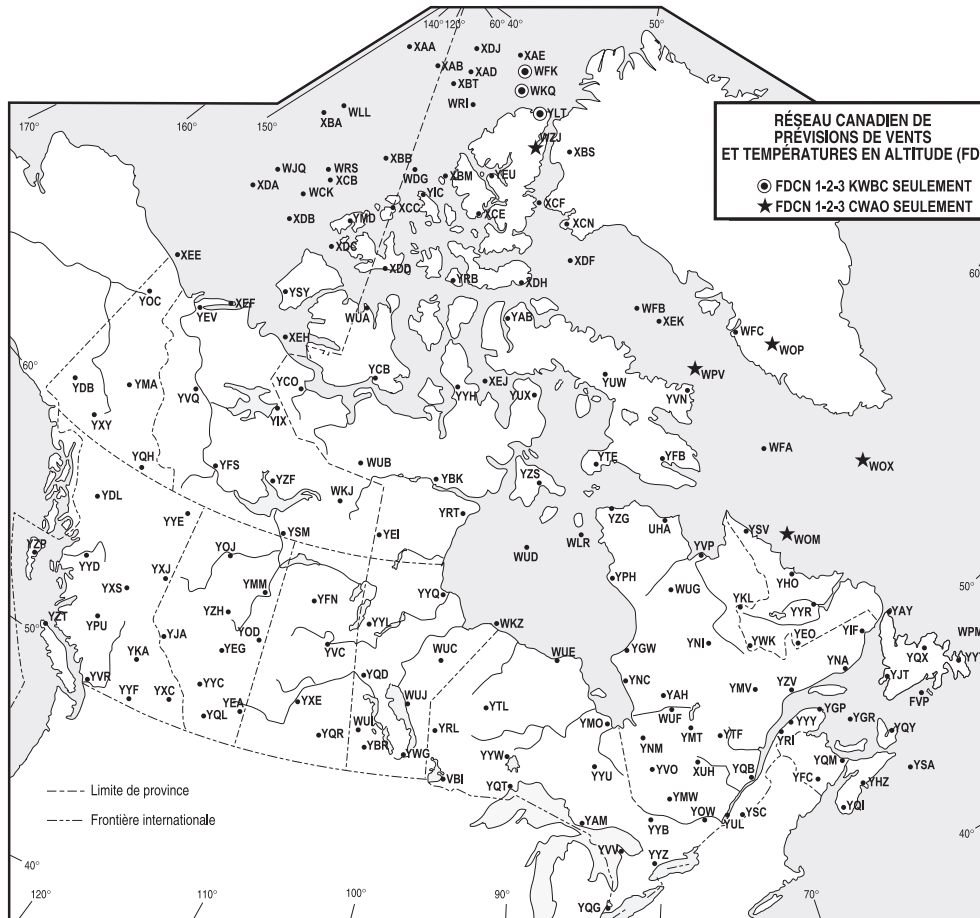 140° 120° 60° 40° 50°
XAA XDJ XAE
XAB XAD WFK
XBT WKQ
WRI YLT
170° 160° 150° WLL XBA
RÉSEAU CANADIEN DE
PRÉVISIONS DE VENTS
ET TEMPÉRATURES EN ALTITUDE (FD
FDCN 1-2-3 KWBC SEULEMENT
FDCN 1-2-3 CWAO SEULEMENT
WZJ XBS
XBB
WJQ WRS WDG XBM YEU
XDA XCB YIC
WCK XCC XCE XCF
XDB YMD XCN
XDC
XEE XDD XDF 60°
YRB XDH
YOC YSY
XEF WFB
YEV WUA YAB XEK
XEH WFC
WOP
60° YCB XEJ YUW WPV
YDB YMA YVQ YCO YYH YUX YVN
YXY YIX
WFA
YQH YFS WUB YTE YFB WOX
YZF YBK YZS
YDL WKJ
YYE YRT YZG UHA
YSM YEI WLR YSV WOM
YZP WUD
YYD YOJ YVP
YXJ YPH YHO 50°
YXS YMM WUG
YFN YYQ YKL YYR
YZT YPU YZH YAY
50° YOD YYL WKZ YIF WPM
YJA YNI YWK YEO
YEG YVC YGW YQX YYT
YKA WUC WUE YNA
YVR YYC YQD YNC YJT
YYF YXC YAH YMV YZV FVP
YEA YXE WUJ YTL WUF YGP
YQL YMO YGR
WUL YRL YMT YTF YYY YQY
YQR YNM YRI
YBR YWG YYW XUH YQM
YYU YVO YQB YSA
VBI YFC YHZ
YQT YMW
YQI
Limite de province YOW YSC
YAM YYB YUL
Frontière internationale 40°
YVV
40° YYZ
120° 110° 100° 90° YQG 70°